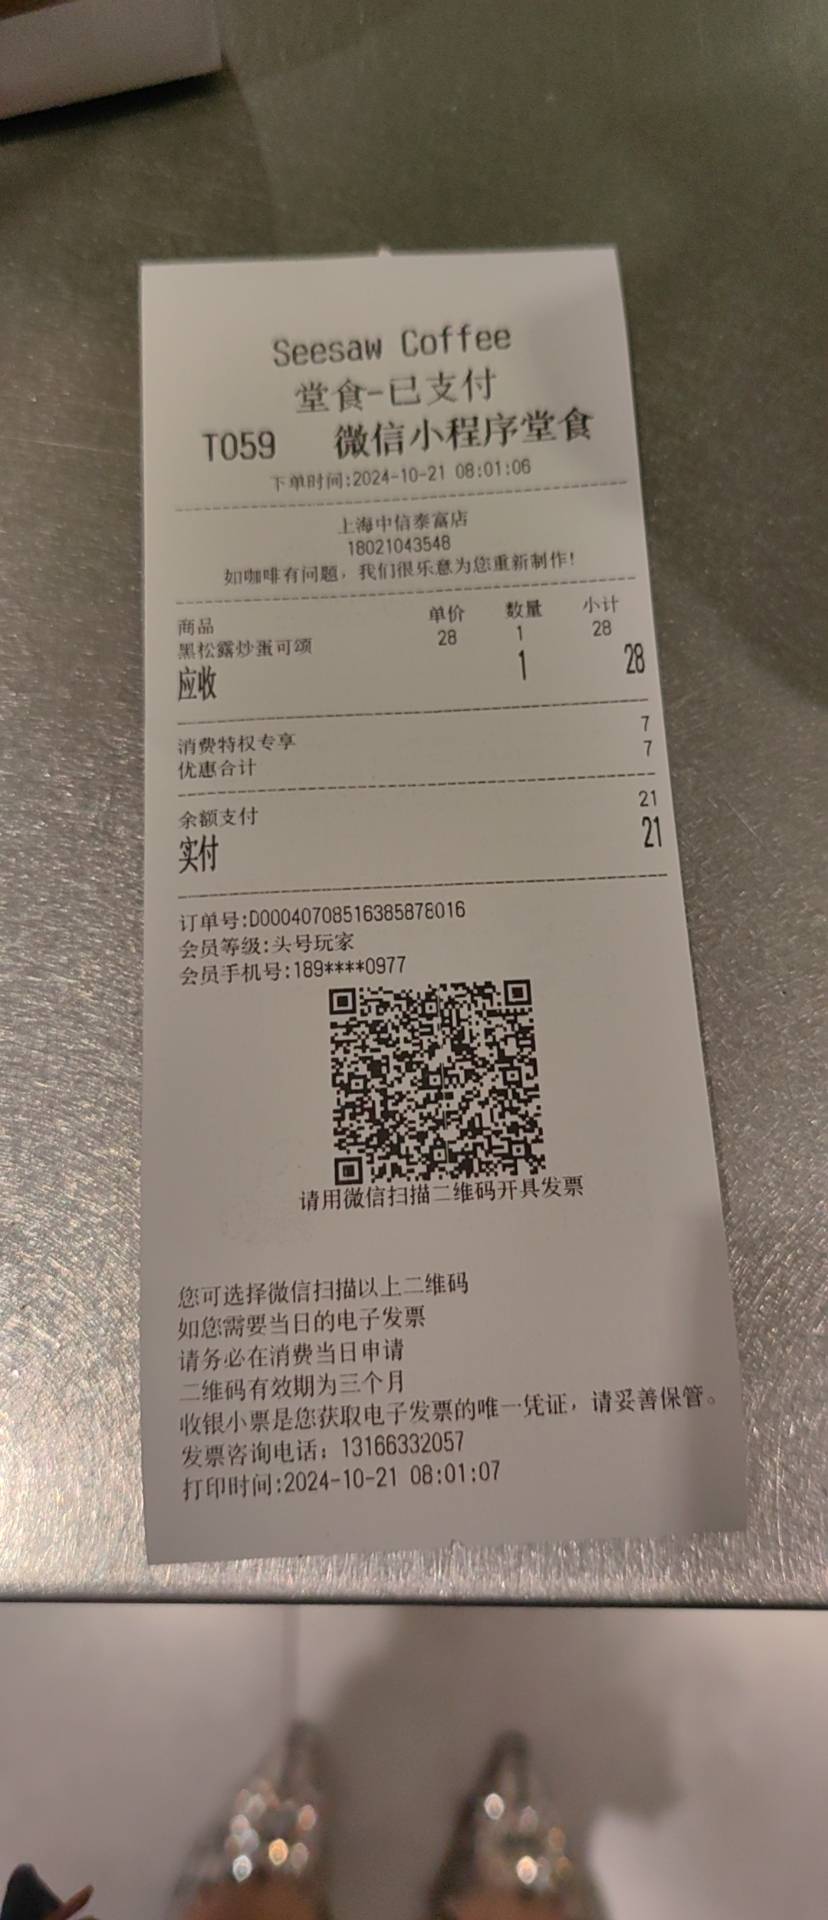 Seesaw Coffee
堂食-已支付
T059 微信小程序堂食
下单时间:2024-10-21 08:01:06
上海中信泰富店
18021043548
如咖啡有问题，我们很乐意为您重新制作!
商品 单价 数量 小计
黑松露炒蛋可颂 28 1 28
应收 1 28
消费特权专享 7
优惠合计 7
余额支付 21
实付 21
订单号:D00040708516385878016
会员等级:头号玩家
会员手机号:189****0977
请用微信扫描二维码开具发票
您可选择微信扫描以上二维码
如您需要当日的电子发票
请务必在消费当日申请
二维码有效期为三个月
收银小票是您获取电子发票的唯一凭证，请妥善保管。
发票咨询电话：13166332057
打印时间:2024-10-21 08:01:07